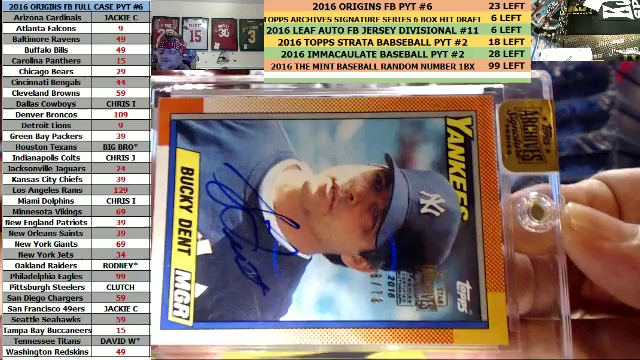 2016 ORIGINS FB FULL CASE PYT #6
Arizona Cardinals JACKIE C
Atlanta Falcons 9
Baltimore Ravens 49
Buffalo Bills 49
Carolina Panthers 15
Chicago Bears 29
Cincinnati Bengals 44
Cleveland Browns 59
Dallas Cowboys CHRIS I
Denver Broncos 109
Detroit Lions 9
Green Bay Packers 39
Houston Texans BIG BRO*
Indianapolis Colts CHRIS J
Jacksonville Jaguars 24
Kansas City Chiefs 39
Los Angeles Rams 129
Miami Dolphins CHRIS I
Minnesota Vikings 69
New England Patriots 39
New Orleans Saints 39
New York Giants 69
New York Jets 34
Oakland Raiders RODNEY*
Philadelphia Eagles 99
Pittsburgh Steelers CLUTCH
San Diego Chargers 59
San Francisco 49ers JACKIE C
Seattle Seahawks 59
Tampa Bay Buccaneers 15
Tennessee Titans DAVID W*
Washington Redskins 49
2016 ORIGINS FB PYT #6 23 LEFT
TOPPS ARCHIVES SIGNATURE SERIES 6 BOX HIT DRAFT 6 LEFT
2016 LEAF AUTO FB JERSEY DIVISIONAL #11 6 LEFT
2016 TOPPS STRATA BABSEBALL PYT #2 18 LEFT
2016 IMMACULATE BASEBALL PYT #2 28 LEFT
2016 THE MINT BASEBALL RANDOM NUMBER 1BX 99 LEFT
YANKEES
BUCKY DENT MGR
NY
topps
2016
ARCHIVES